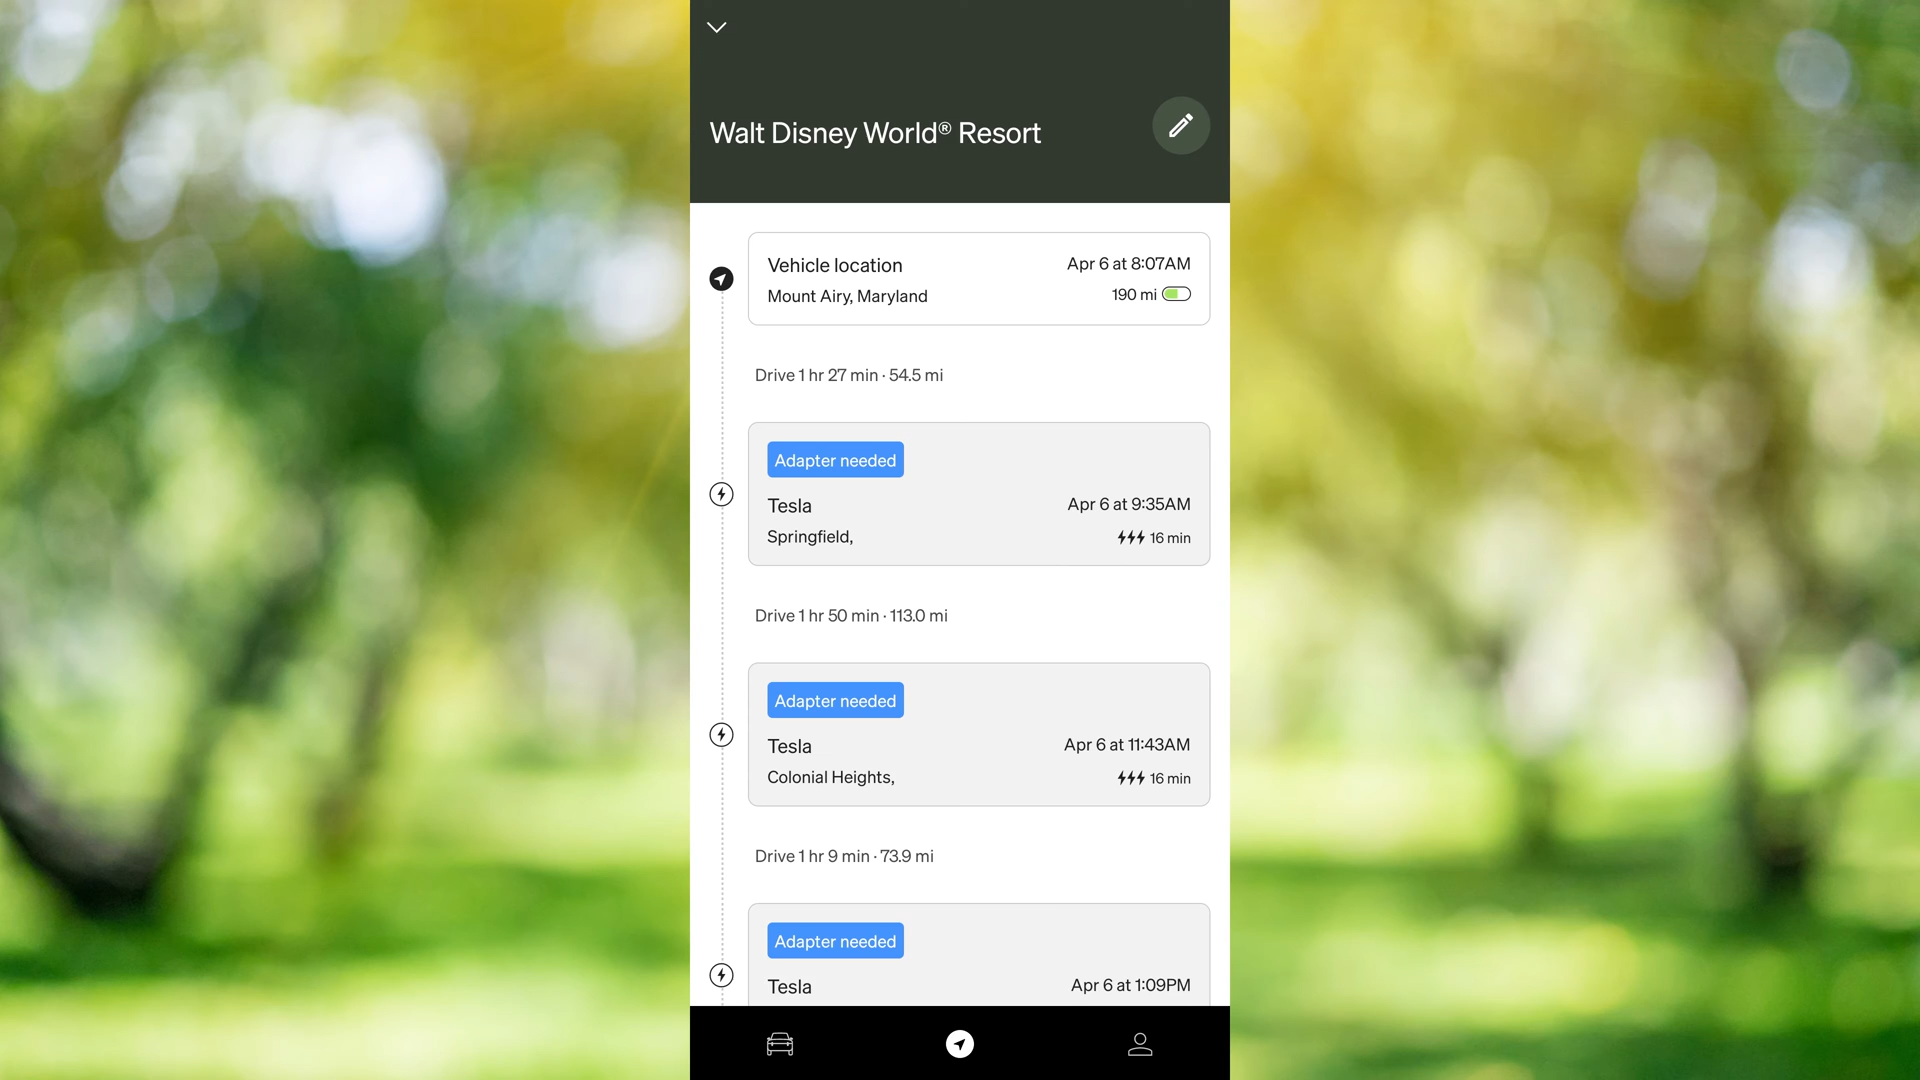 Walt Disney World® Resort
Vehicle location
Apr 6 at 8:07AM
Mount Airy, Maryland
190 mi
Drive 1 hr 27 min · 54.5 mi
Adapter needed
Tesla
Apr 6 at 9:35AM
Springfield,
16 min
Drive 1 hr 50 min · 113.0 mi
Adapter needed
Tesla
Apr 6 at 11:43AM
Colonial Heights,
16 min
Drive 1 hr 9 min · 73.9 mi
Adapter needed
Tesla
Apr 6 at 1:09PM